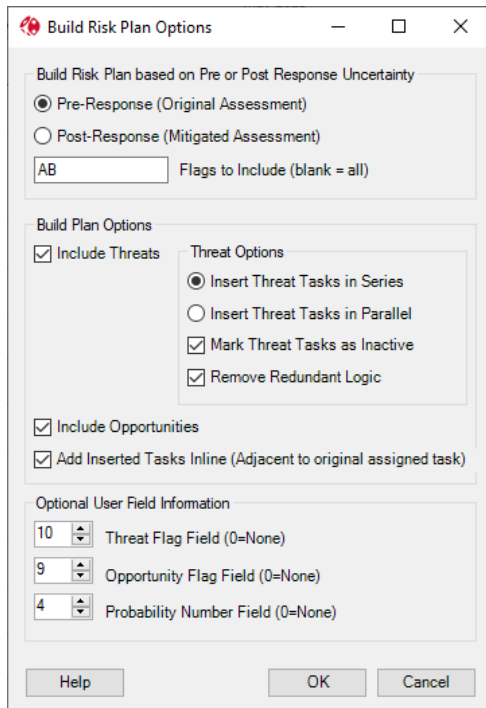 Build Risk Plan Options
Build Risk Plan based on Pre or Post Response Uncertainty
Pre-Response (Original Assessment)
Post-Response (Mitigated Assessment)
AB Flags to Include (blank = all)
Build Plan Options
Include Threats
Threat Options
Insert Threat Tasks in Series
Insert Threat Tasks in Parallel
Mark Threat Tasks as Inactive
Remove Redundant Logic
Include Opportunities
Add Inserted Tasks Inline (Adjacent to original assigned task)
Optional User Field Information
10 Threat Flag Field (0=None)
9 Opportunity Flag Field (0=None)
4 Probability Number Field (0=None)
Help OK Cancel